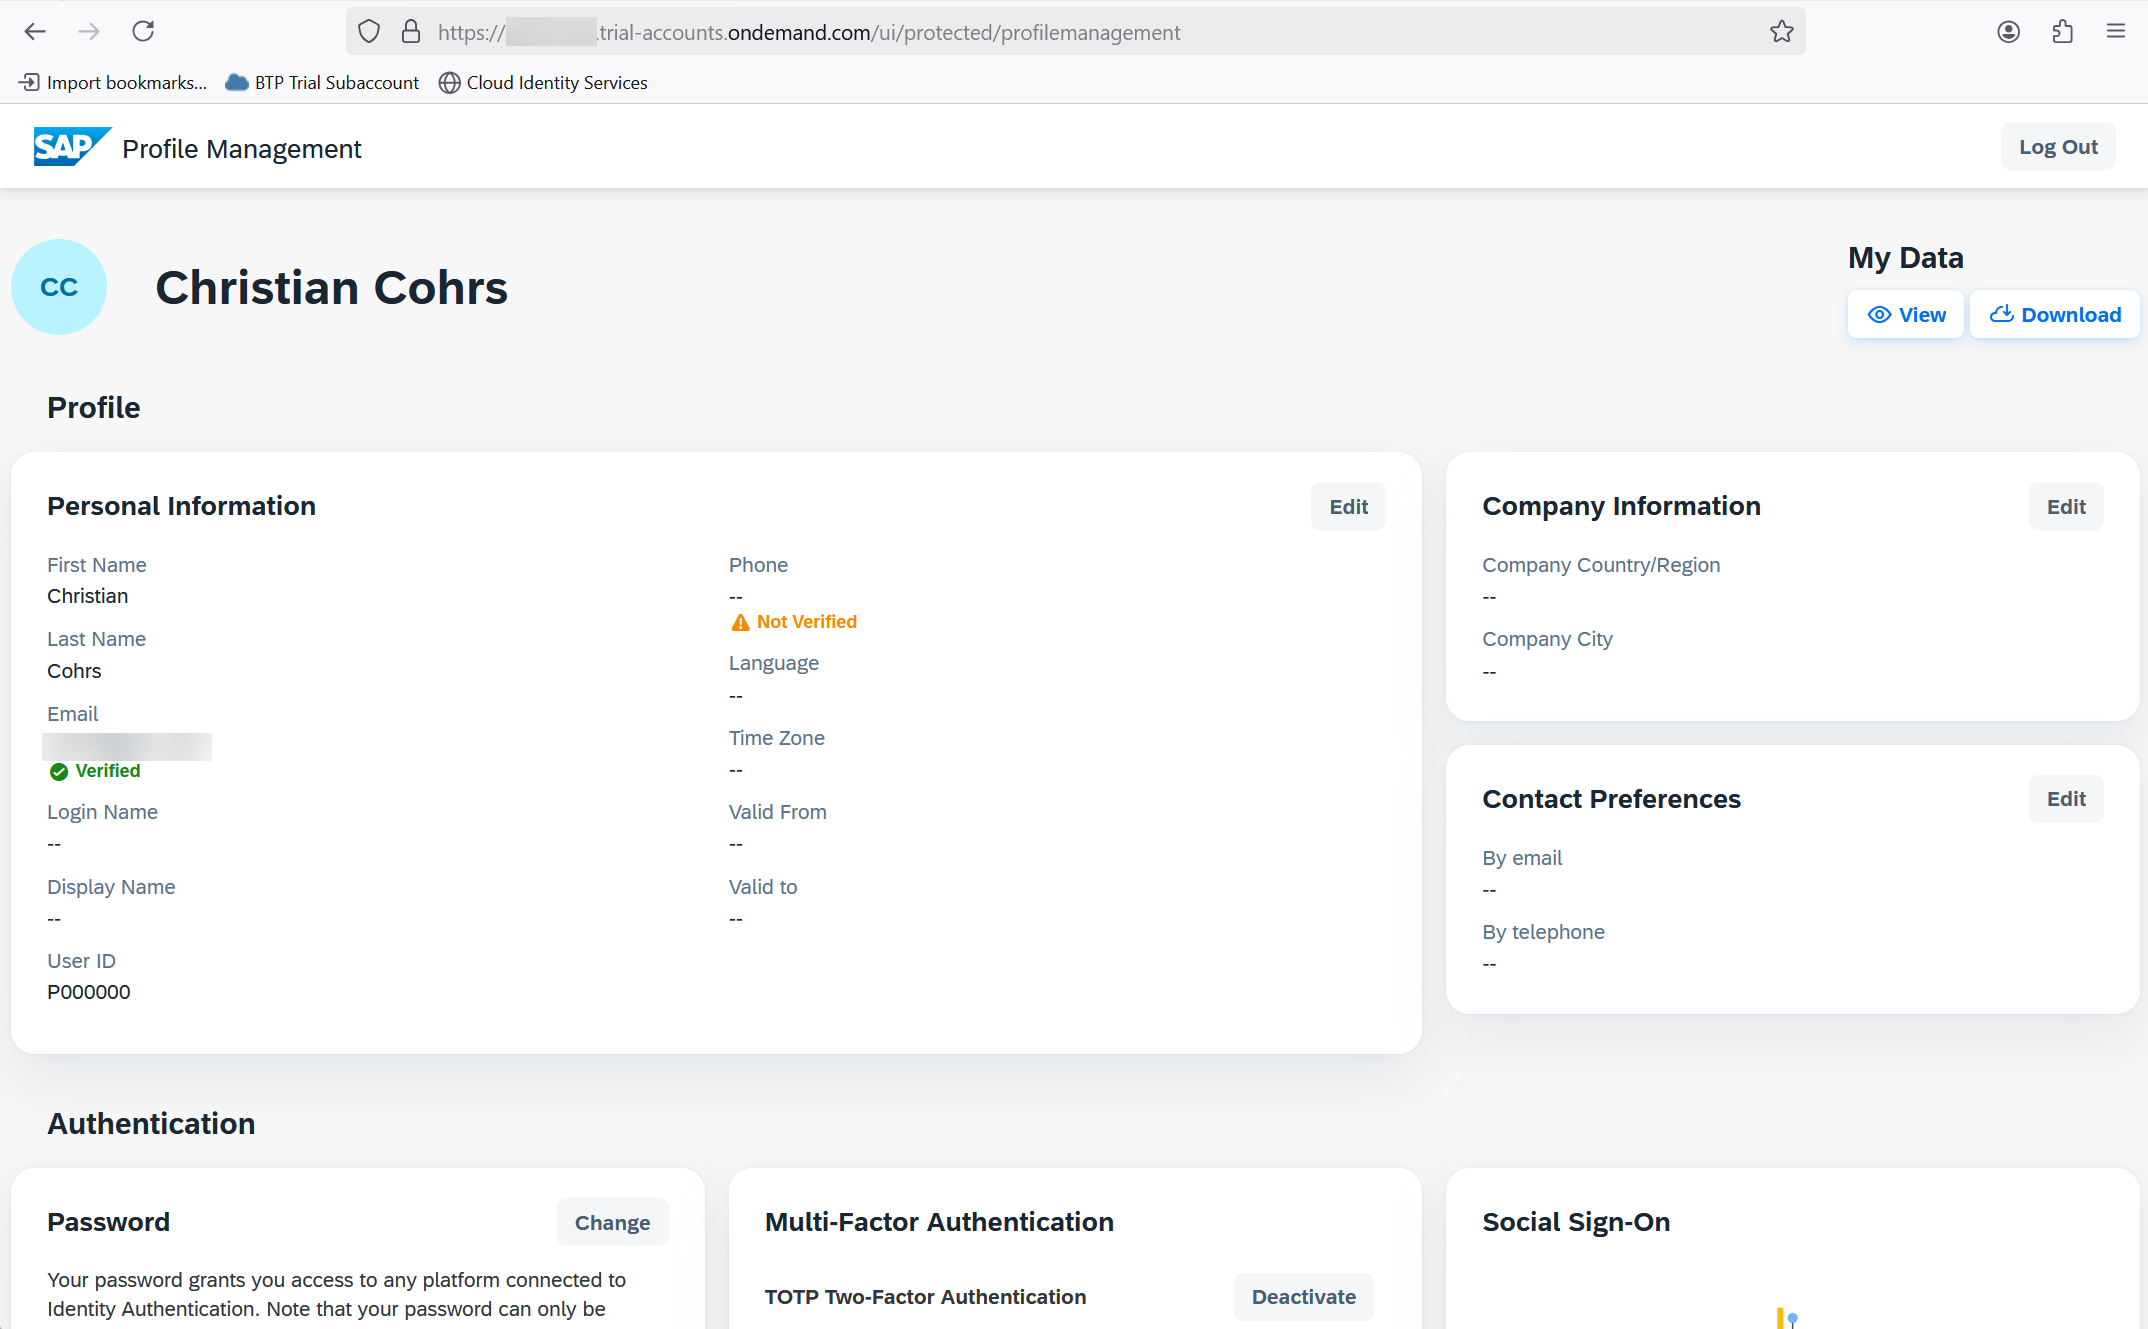 https:// .trial-accounts.ondemand.com/ui/protected/profilemanagement
Import bookmarks... BTP Trial Subaccount Cloud Identity Services
SAP Profile Management Log Out
CC Christian Cohrs
My Data
View Download
Profile
Personal Information Edit
First Name
Christian
Last Name
Cohrs
Email
Verified
Login Name
--
Display Name
--
User ID
P000000
Phone
--
Not Verified
Language
--
Time Zone
--
Valid From
--
Valid to
--
Company Information Edit
Company Country/Region
--
Company City
--
Contact Preferences Edit
By email
--
By telephone
--
Authentication
Password Change
Your password grants you access to any platform connected to
Identity Authentication. Note that your password can only be
Multi-Factor Authentication
TOTP Two-Factor Authentication Deactivate
Social Sign-On